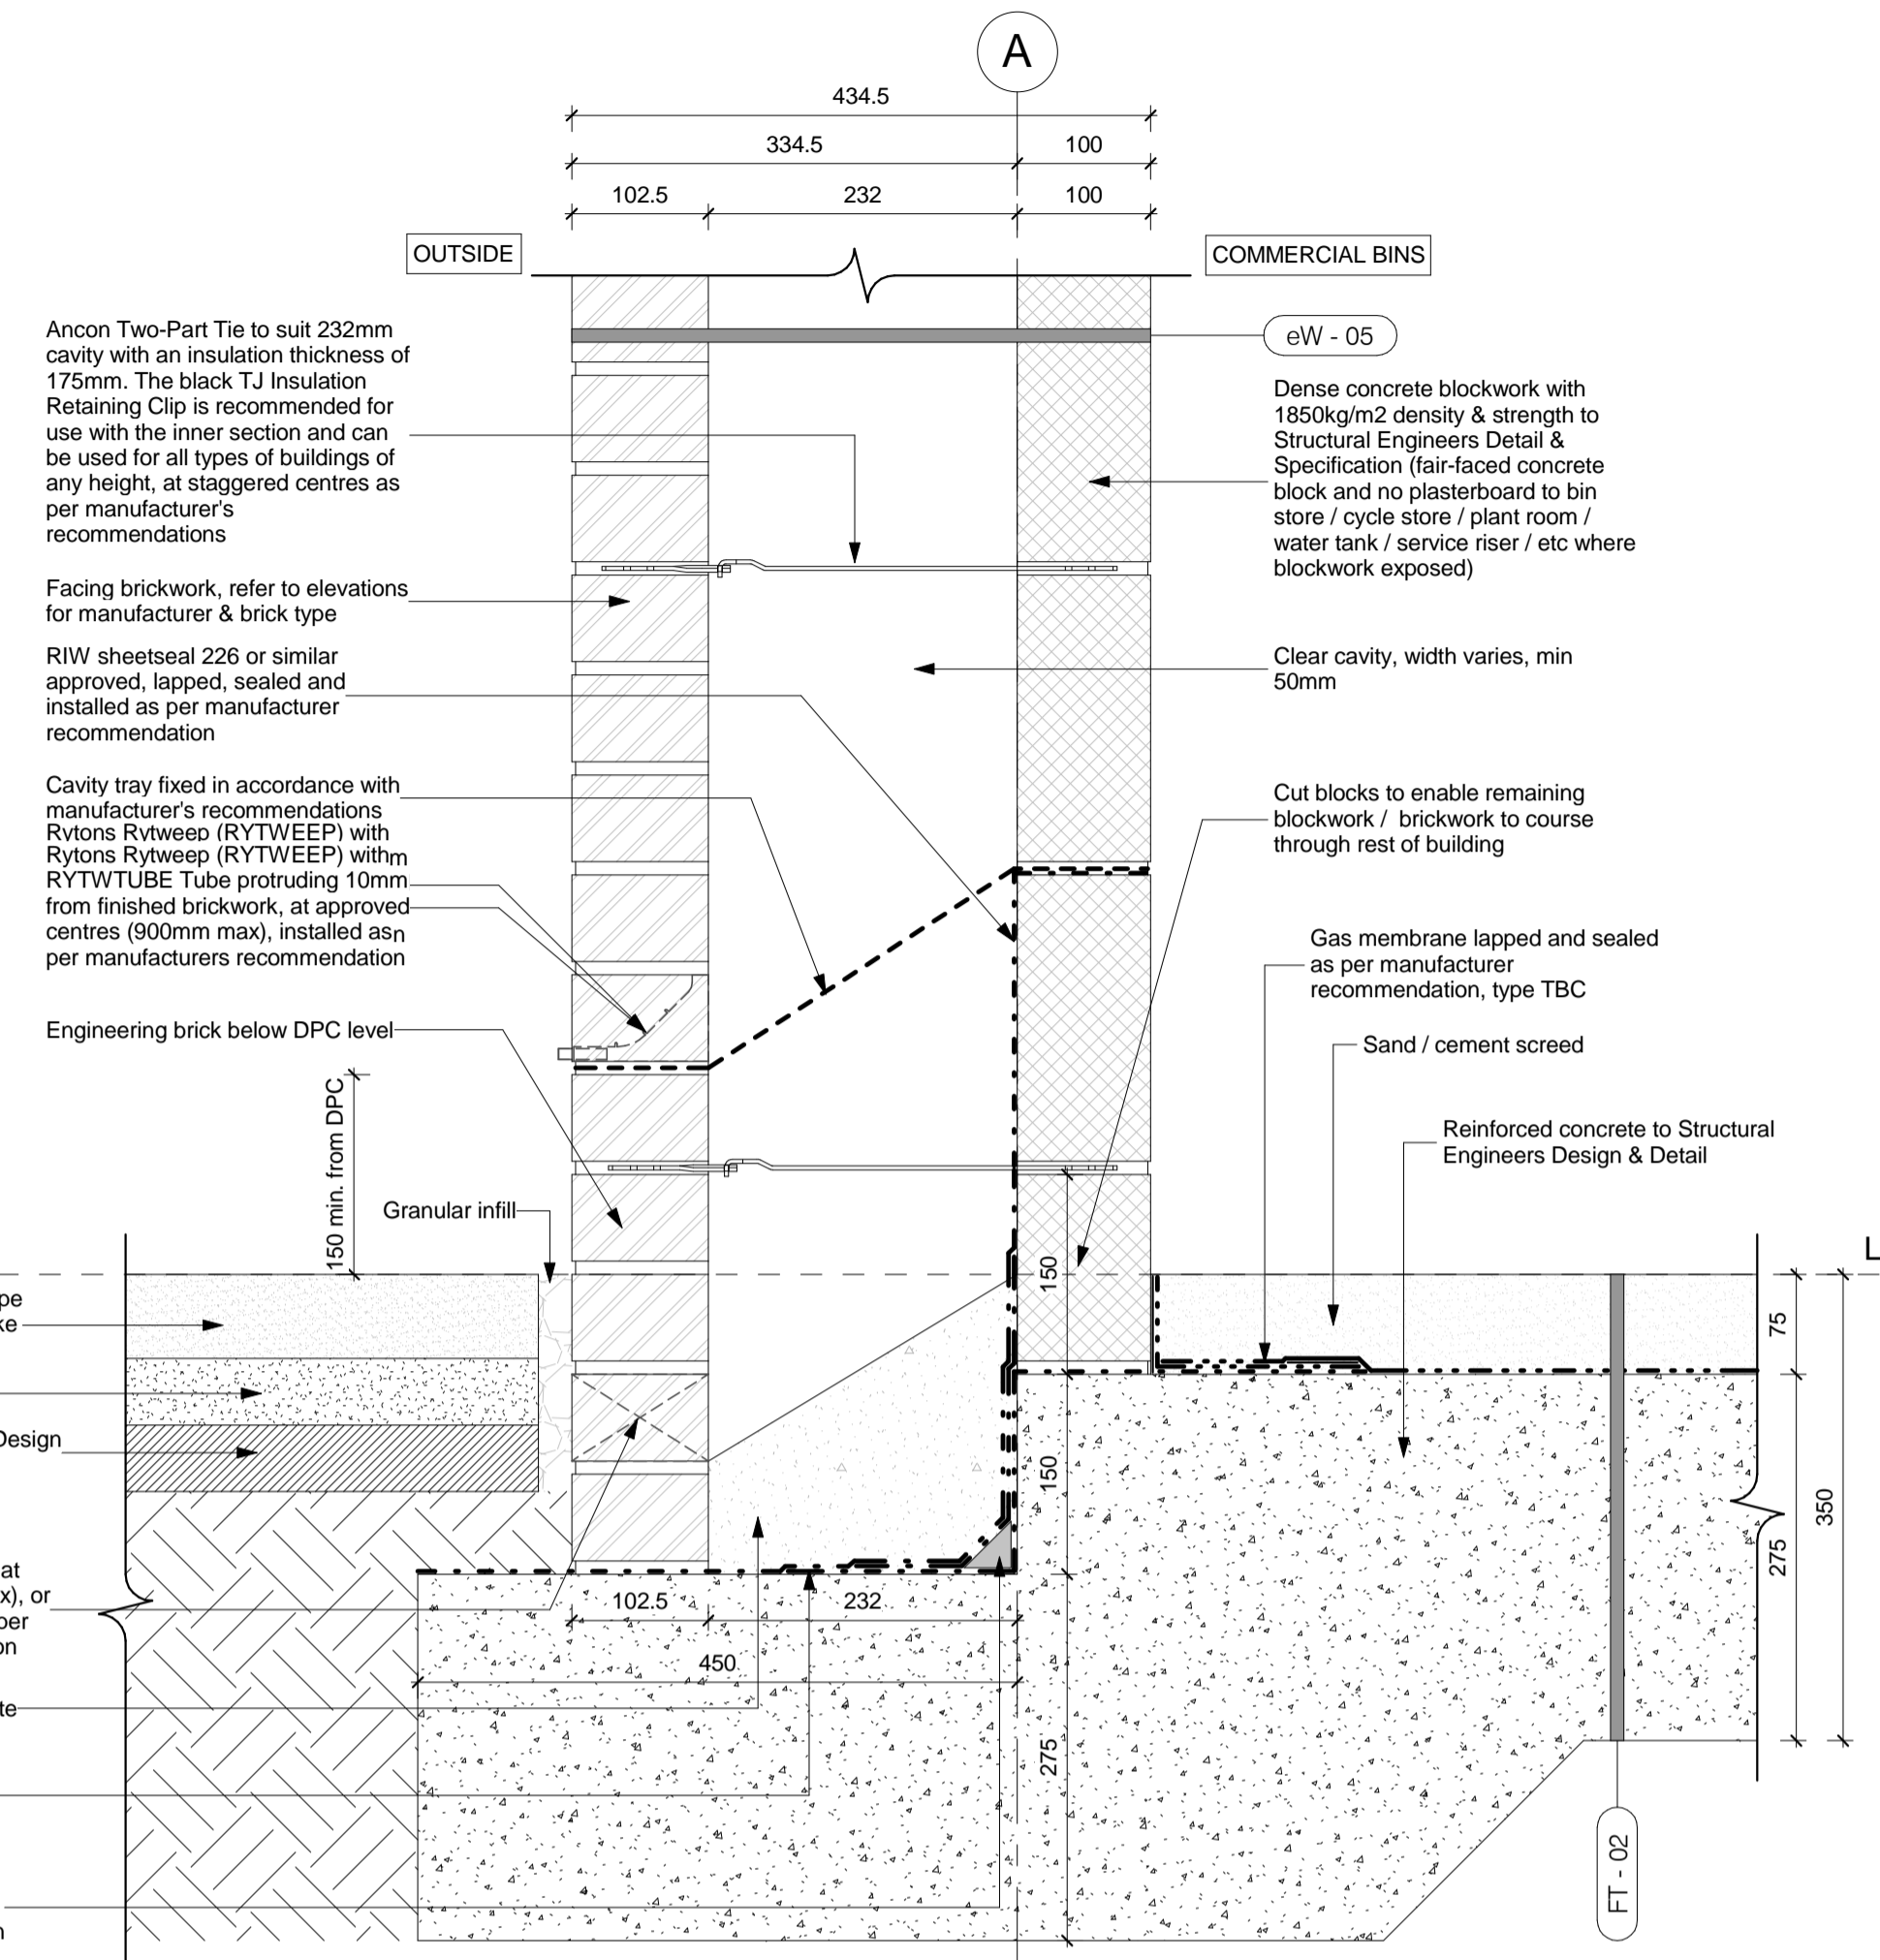 A
434.5
334.5
100
102.5
232
100
OUTSIDE
COMMERCIAL BINS
Ancon Two-Part Tie to suit 232mm
cavity with an insulation thickness of
175mm. The black TJ Insulation
Retaining Clip is recommended for
use with the inner section and can
be used for all types of buildings of
any height, at staggered centres as
per manufacturer's
recommendations
eW - 05
Dense concrete blockwork with
1850kg/m2 density & strength to
Structural Engineers Detail &
Specification (fair-faced concrete
block and no plasterboard to bin
store / cycle store / plant room /
water tank / service riser / etc where
blockwork exposed)
Facing brickwork, refer to elevations
for manufacturer & brick type
RIW sheetseal 226 or similar
approved, lapped, sealed and
installed as per manufacturer
recommendation
Clear cavity, width varies, min
50mm
Cavity tray fixed in accordance with
manufacturer's recommendations
Rytons Rytweep (RYTWEEP) with
Rytons Rytweep (RYTWEEP) withm
RYTWTUBE Tube protruding 10mm
from finished brickwork, at approved
centres (900mm max), installed asn
per manufacturers recommendation
Cut blocks to enable remaining
blockwork / brickwork to course
through rest of building
Gas membrane lapped and sealed
as per manufacturer
recommendation, type TBC
Engineering brick below DPC level
Sand / cement screed
150 min. from DPC
Reinforced concrete to Structural
Engineers Design & Detail
Granular infill
L
150
75
pe
ke
Design
150
350
275
at
x), or
per
on
102.5
232
450
te
275
FT - 02
n